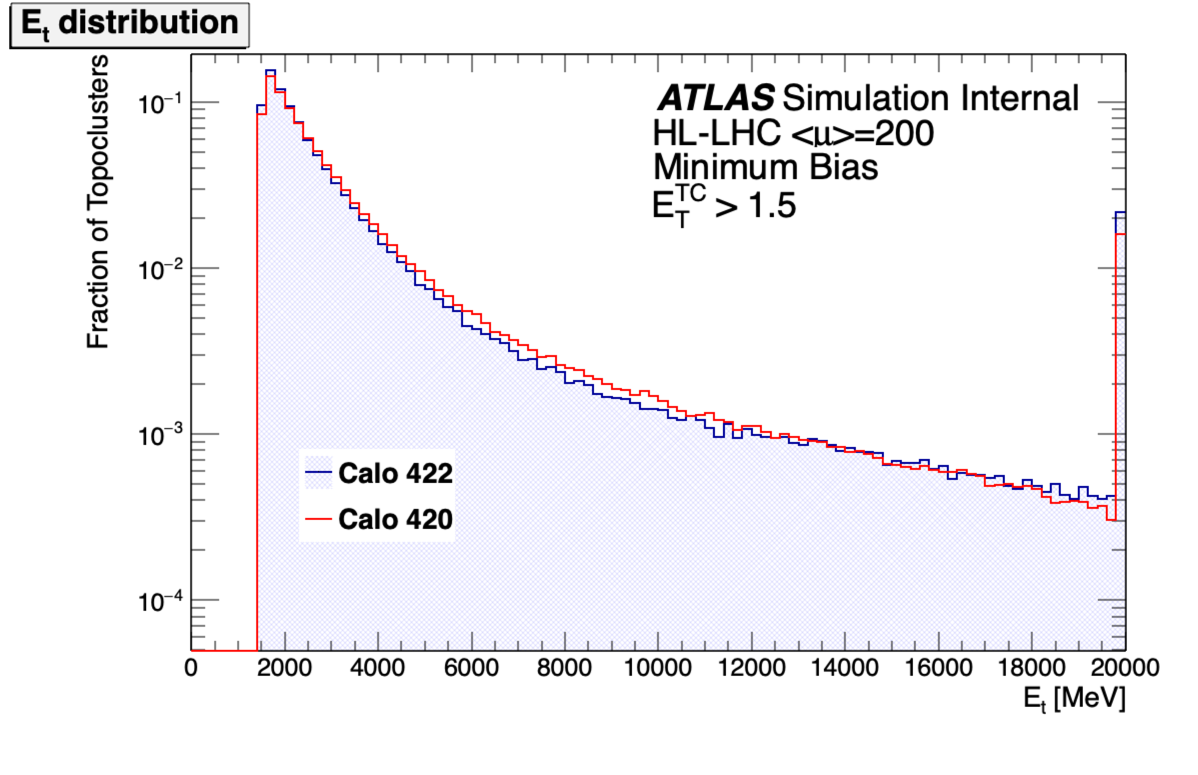 E_t distribution
Fraction of Topoclusters
ATLAS Simulation Internal
HL-LHC <μ>=200
Minimum Bias
E_T^TC > 1.5
10^−1
10^−2
10^−3
10^−4
Calo 422
Calo 420
0 2000 4000 6000 8000 10000 12000 14000 16000 18000 20000
E_t [MeV]